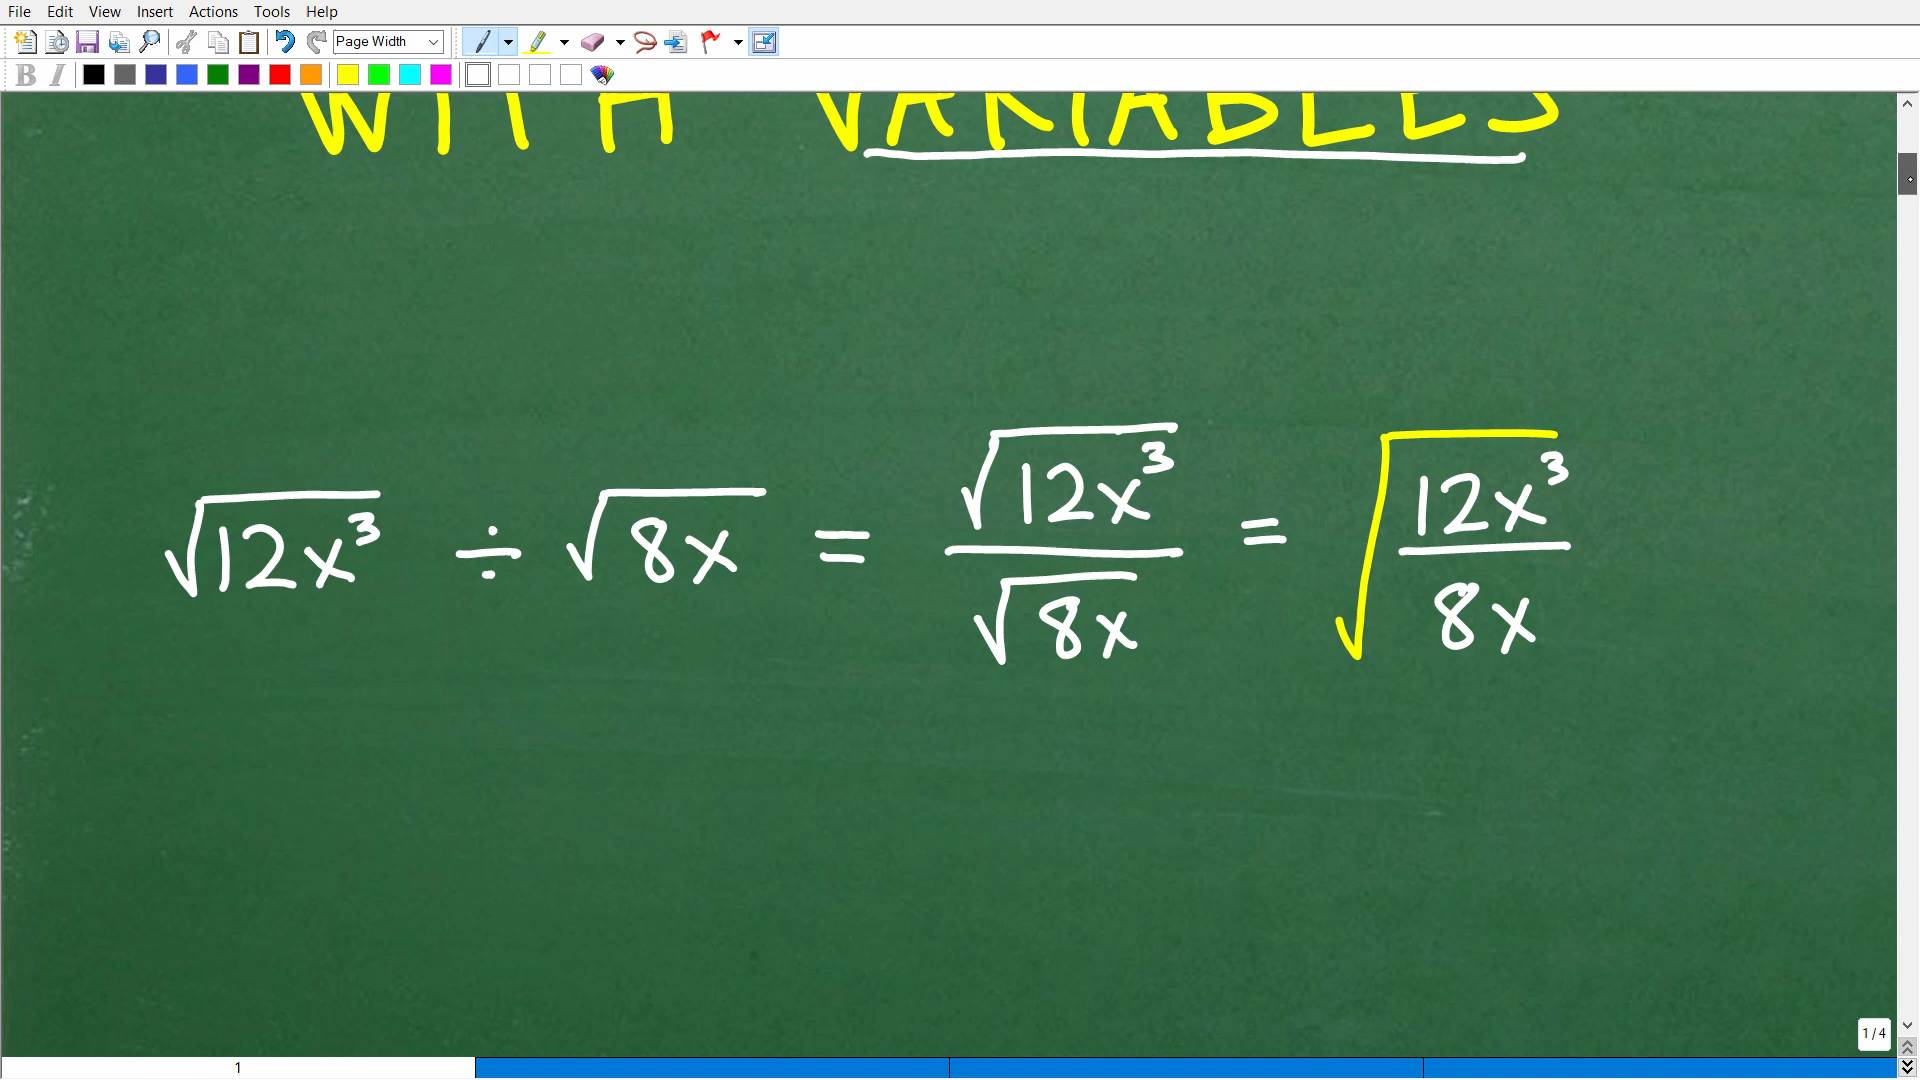 File Edit View Insert Actions Tools Help
Page Width
B I
WITH VARIABLES
√12x³ ÷ √8x = √12x³ / √8x = √(12x³ / 8x)
1 / 4
1